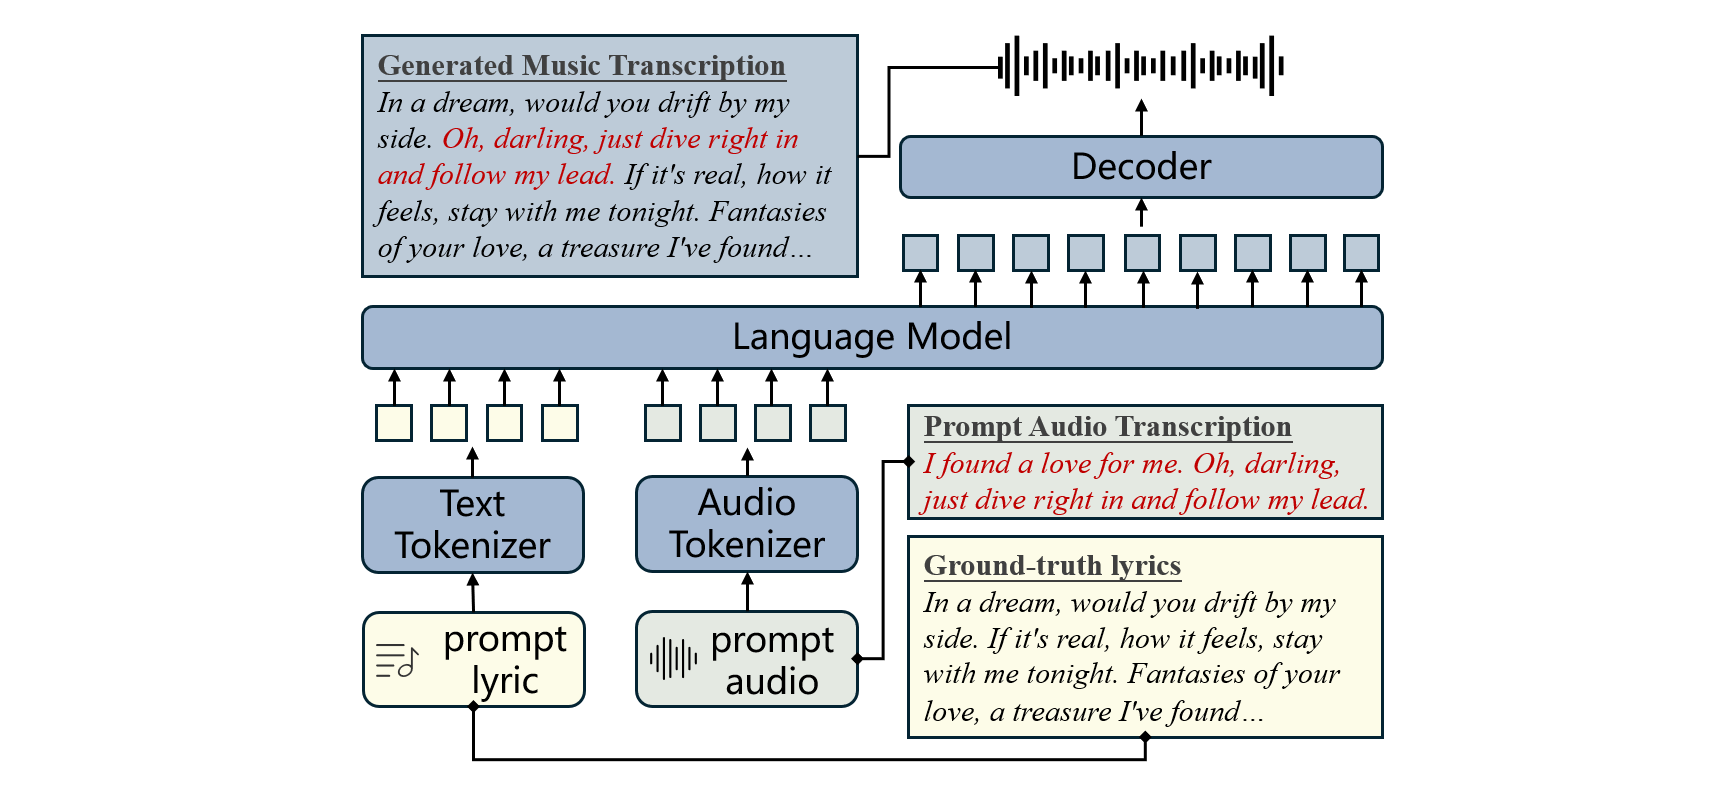 Generated Music Transcription
In a dream, would you drift by my
side. Oh, darling, just dive right in
and follow my lead. If it's real, how it
feels, stay with me tonight. Fantasies
of your love, a treasure I've found...
Decoder
Language Model
Text
Tokenizer
Audio
Tokenizer
prompt
lyric
prompt
audio
Prompt Audio Transcription
I found a love for me. Oh, darling,
just dive right in and follow my lead.
Ground-truth lyrics
In a dream, would you drift by my
side. If it's real, how it feels, stay
with me tonight. Fantasies of your
love, a treasure I've found...